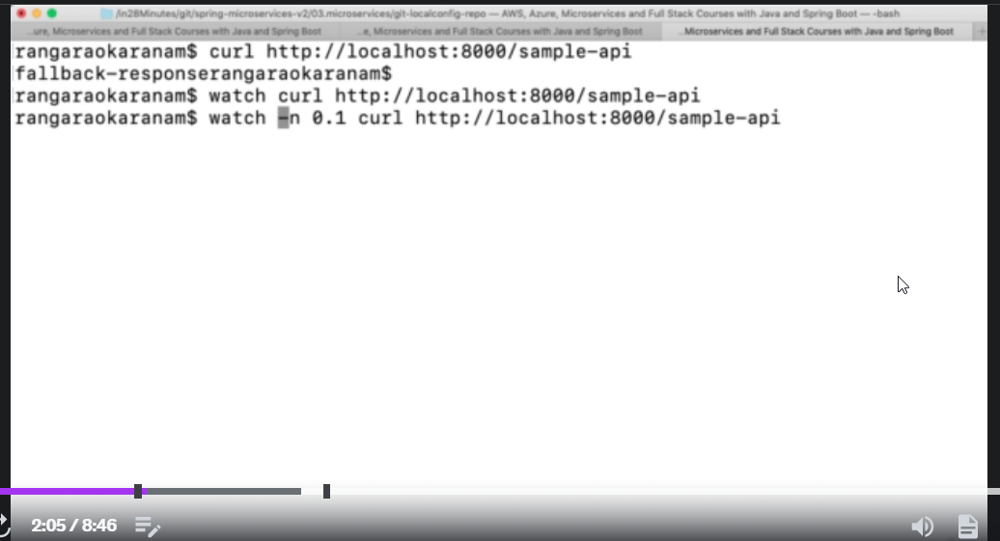 /in28Minutes/git/spring-microservices-v2/03.microservices/git-localconfig-repo — AWS, Azure, Microservices and Full Stack Courses with Java and Spring Boot — -bash
...ure, Microservices and Full Stack Courses with Java and Spring Boot
...e, Microservices and Full Stack Courses with Java and Spring Boot
...Microservices and Full Stack Courses with Java and Spring Boot
+
rangaraokaranam$ curl http://localhost:8000/sample-api
fallback-responserangaraokaranam$
rangaraokaranam$ watch curl http://localhost:8000/sample-api
rangaraokaranam$ watch -n 0.1 curl http://localhost:8000/sample-api
2:05 / 8:46